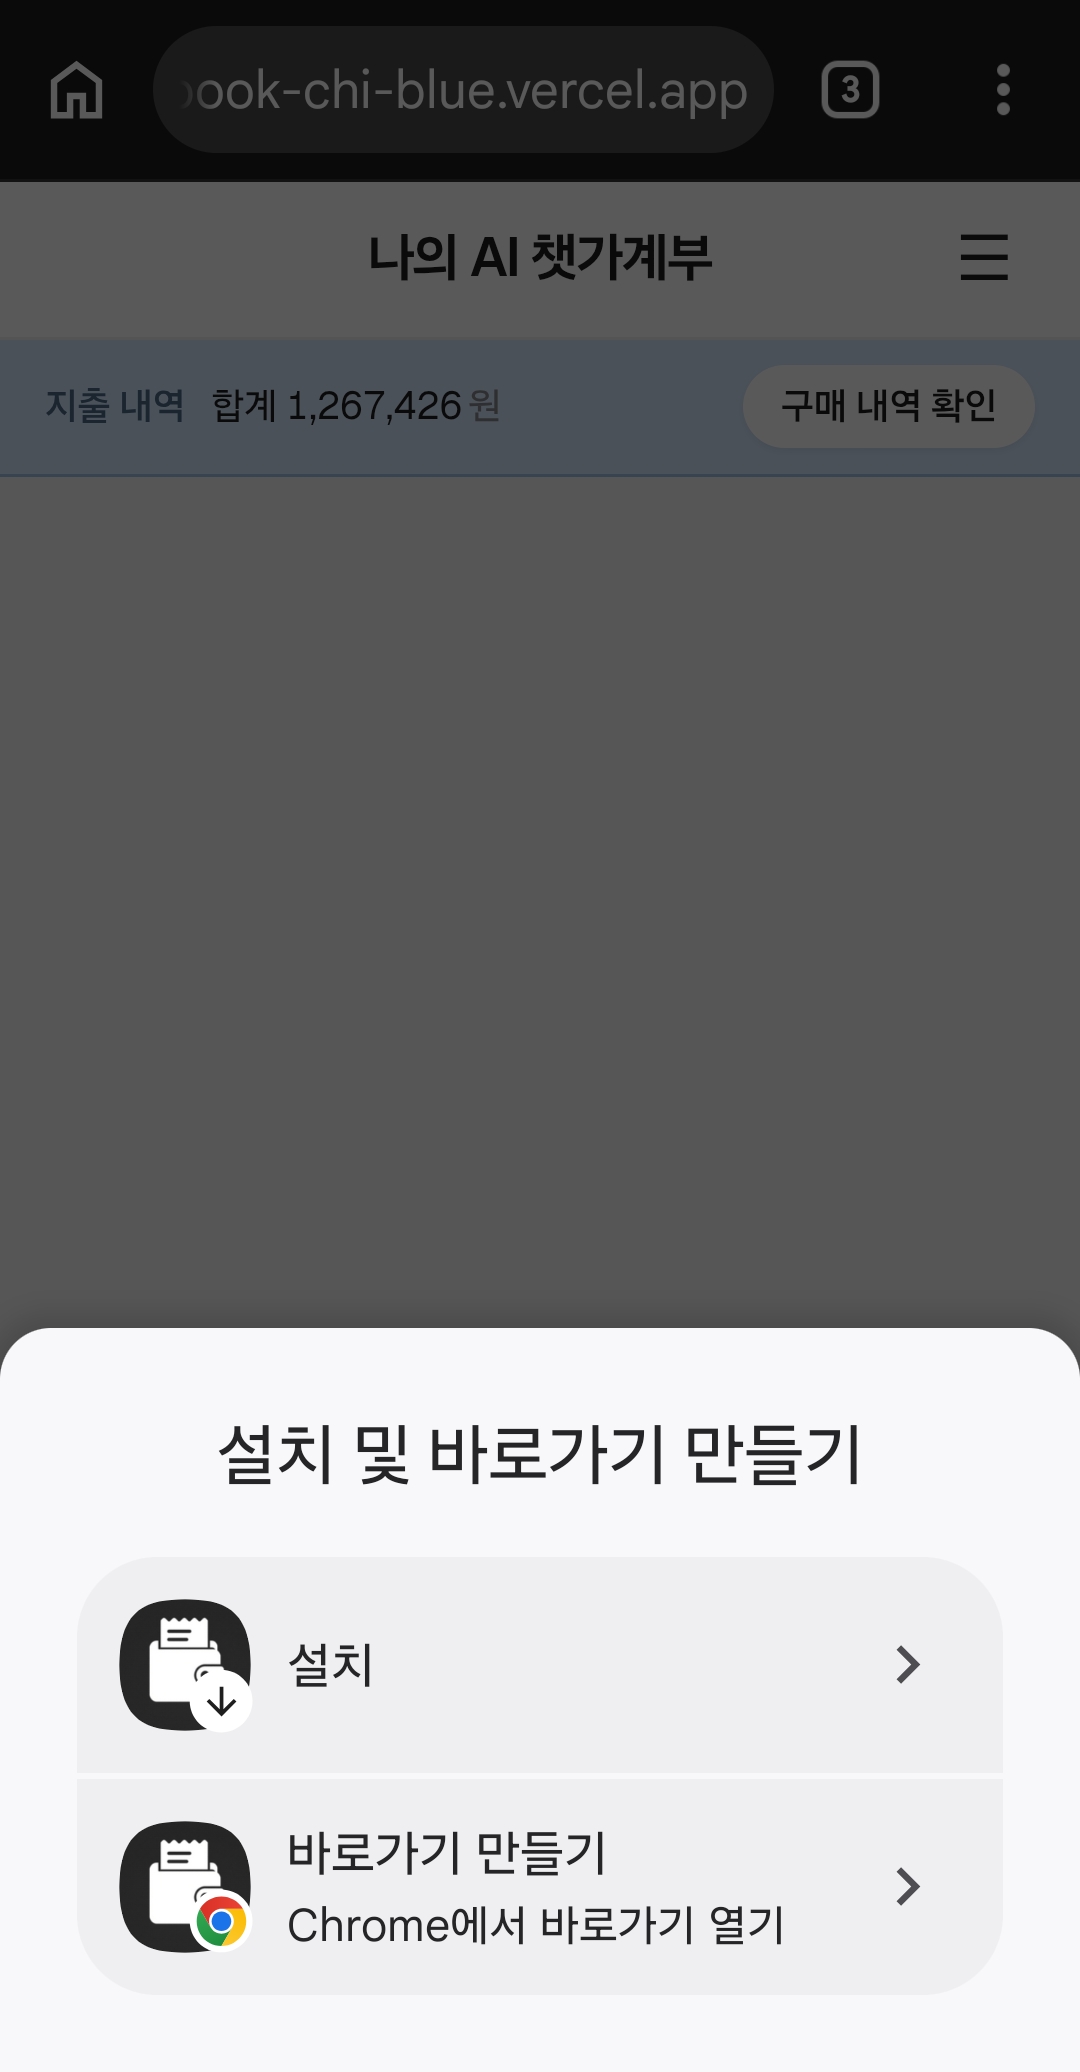 ook-chi-blue.vercel.app
3
나의 AI 챗가계부
지출 내역 합계 1,267,426 원
구매 내역 확인
설치 및 바로가기 만들기
설치
바로가기 만들기
Chrome에서 바로가기 열기